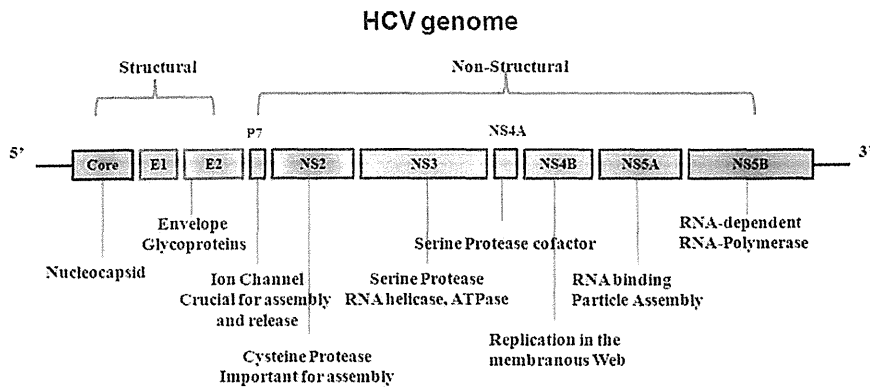 HCV genome
Structural
Non-Structural
P7
NS4A
5’
3’
Core
E1
E2
NS2
NS3
NS4B
NS5A
NS5B
Envelope
Glycoproteins
RNA-dependent
RNA-Polymerase
Serine Protease cofactor
Nucleocapsid
Ion Channel
Crucial for assembly
and release
Serine Protease
RNA helicase, ATPase
RNA binding
Particle Assembly
Replication in the
membranous Web
Cysteine Protease
Important for assembly